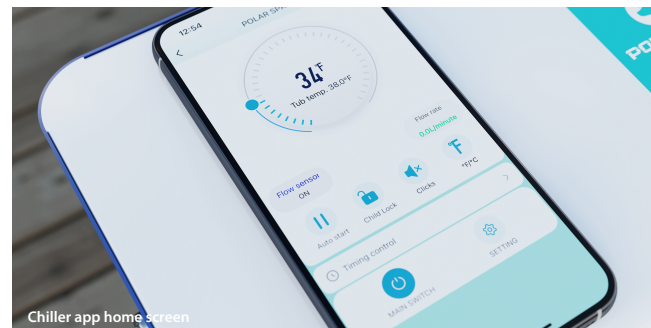 12:54
POLAR SPA
34°F
Tub temp. 38.0°F
Flow rate
0.0L/minute
Flow sensor
ON
Auto start
Child Lock
Clicks
°F/°C
Timing control
MAIN SWITCH
SETTING
Chiller app home screen